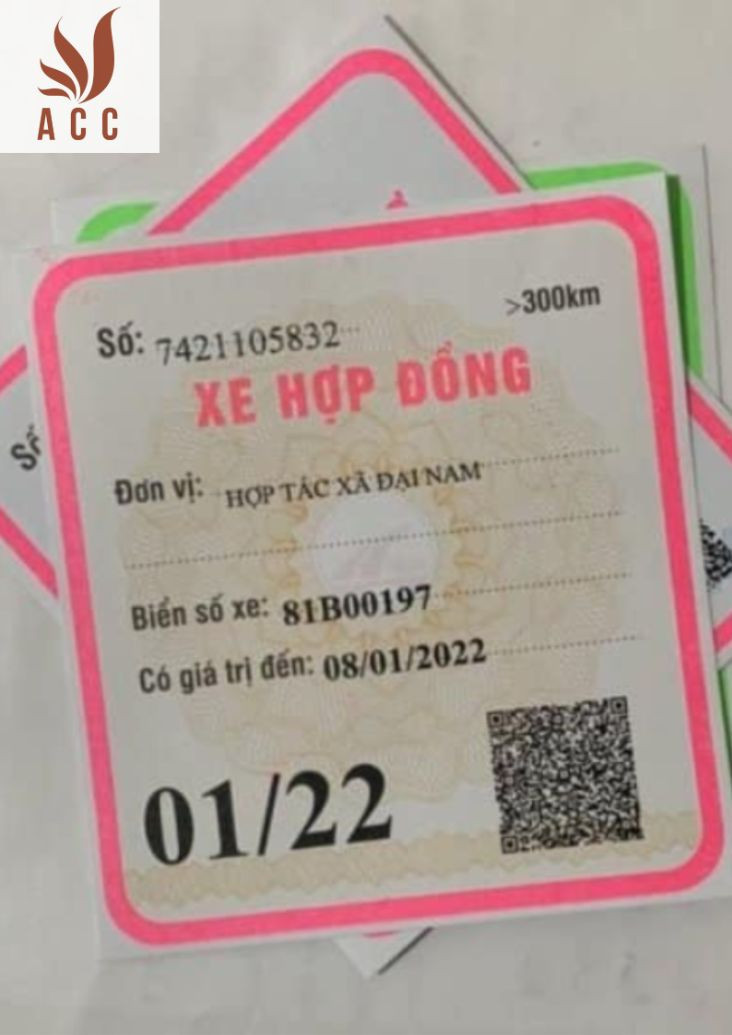 ACC
>300km
Số: 7421105832
XE HỢP ĐỒNG
Đơn vị: HỢP TÁC XÃ ĐẠI NAM
Biển số xe: 81B00197
Có giá trị đến: 08/01/2022
01/22
Số